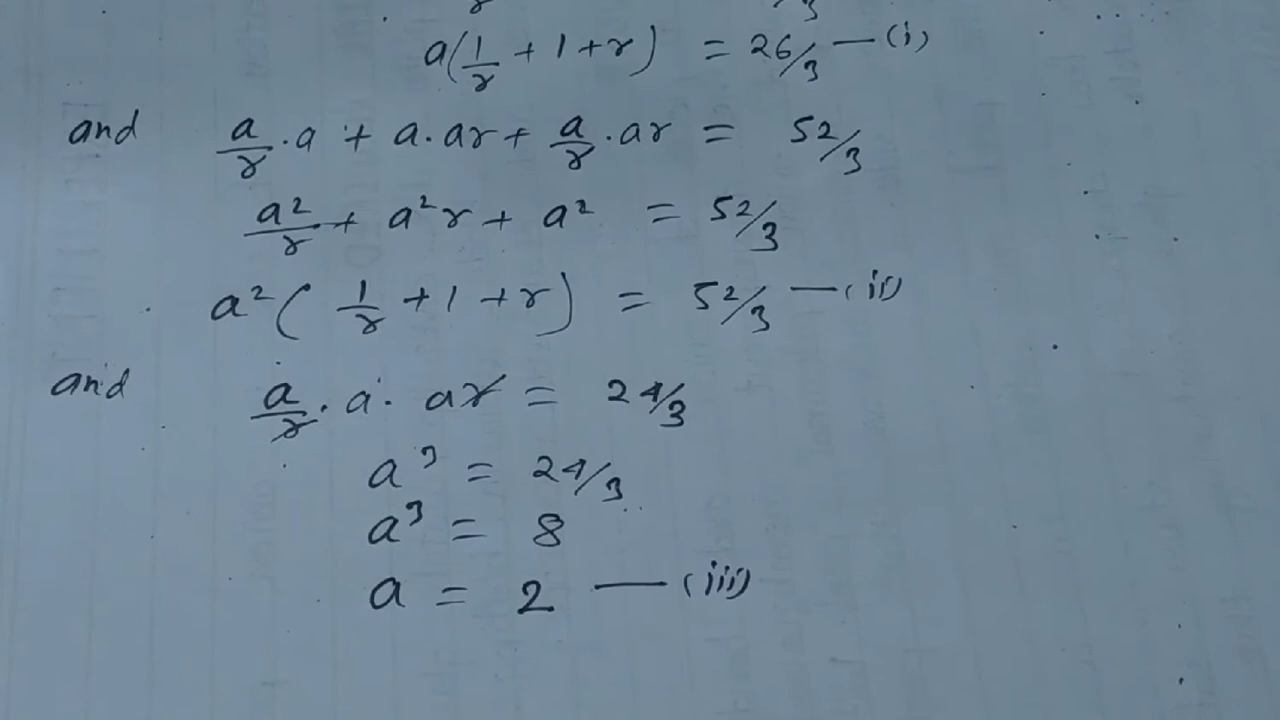 a(1/r + 1 + r) = 26/3 — (i)
and a/r · a + a · ar + a/r · ar = 52/3
a²/r + a²r + a² = 52/3
a² ( 1/r + 1 + r ) = 52/3 — (ii)
and a/r · a · ar = 24/3
a³ = 24/3
a³ = 8
a = 2 — (iii)